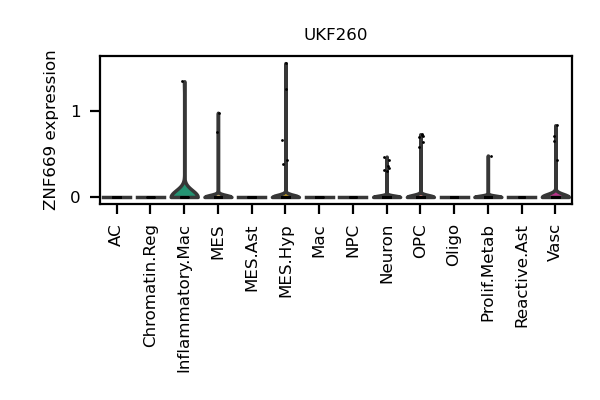 UKF260
ZNF669 expression
1
0
AC
Chromatin.Reg
Inflammatory.Mac
MES
MES.Ast
MES.Hyp
Mac
NPC
Neuron
OPC
Oligo
Prolif.Metab
Reactive.Ast
Vasc